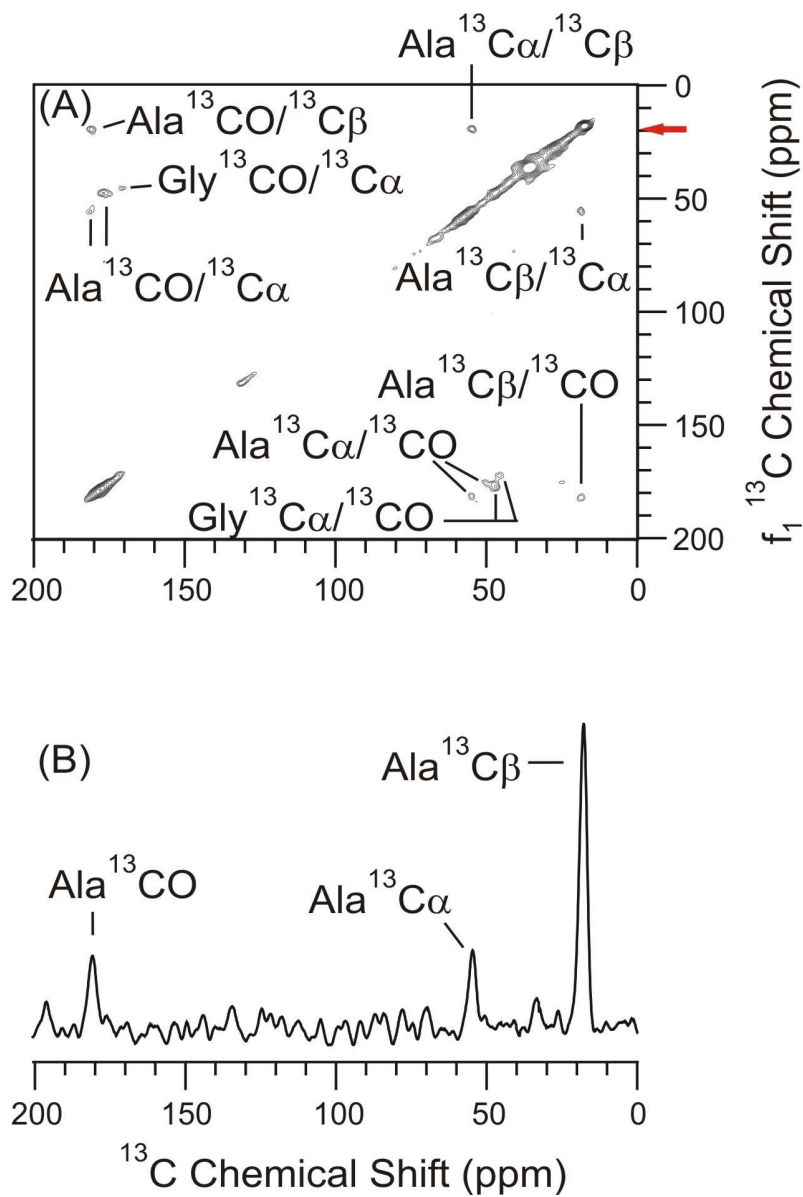 Ala ¹³Cα/¹³Cβ
(A)
Ala ¹³CO/¹³Cβ
Gly ¹³CO/¹³Cα
Ala ¹³CO/¹³Cα
Ala ¹³Cβ/¹³Cα
Ala ¹³Cβ/¹³CO
Ala ¹³Cα/¹³CO
Gly ¹³Cα/¹³CO
0
50
100
150
200
f₁ ¹³C Chemical Shift (ppm)
200 150 100 50 0
(B)
Ala ¹³Cβ
Ala ¹³CO
Ala ¹³Cα
200 150 100 50 0
¹³C Chemical Shift (ppm)